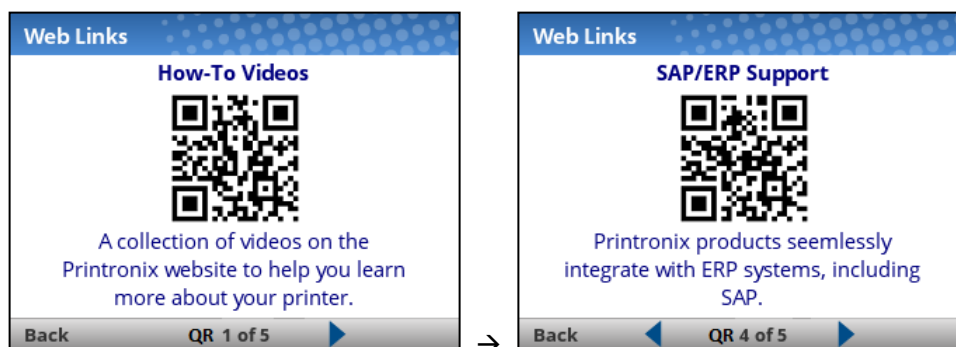 Web Links
How-To Videos
A collection of videos on the
Printronix website to help you learn
more about your printer.
Back QR 1 of 5
→
Web Links
SAP/ERP Support
Printronix products seemlessly
integrate with ERP systems, including
SAP.
Back QR 4 of 5